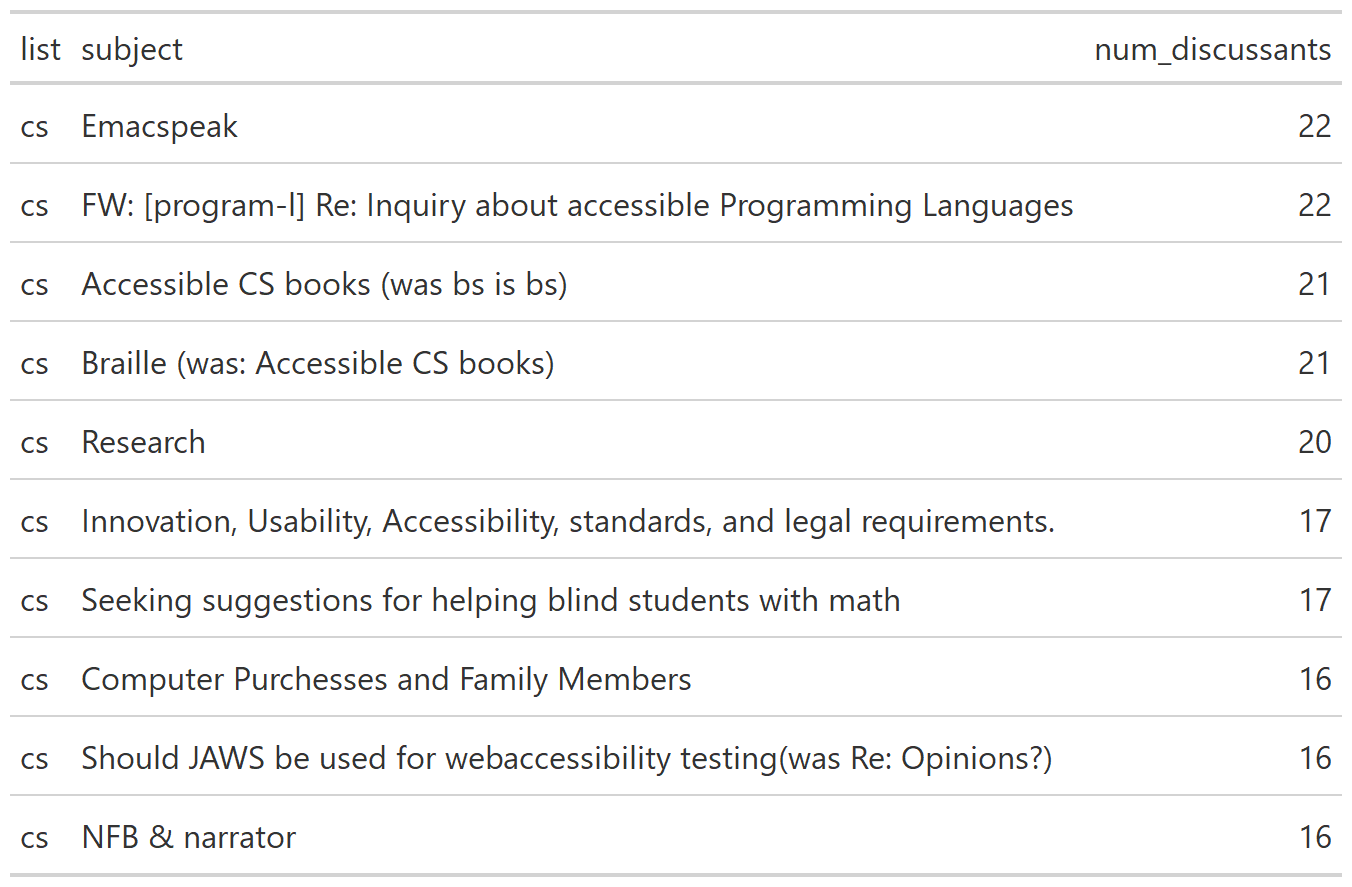 list subject num_discussants
cs Emacspeak 22
cs FW: [program-l] Re: Inquiry about accessible Programming Languages 22
cs Accessible CS books (was bs is bs) 21
cs Braille (was: Accessible CS books) 21
cs Research 20
cs Innovation, Usability, Accessibility, standards, and legal requirements. 17
cs Seeking suggestions for helping blind students with math 17
cs Computer Purchesses and Family Members 16
cs Should JAWS be used for webaccessibility testing(was Re: Opinions?) 16
cs NFB & narrator 16